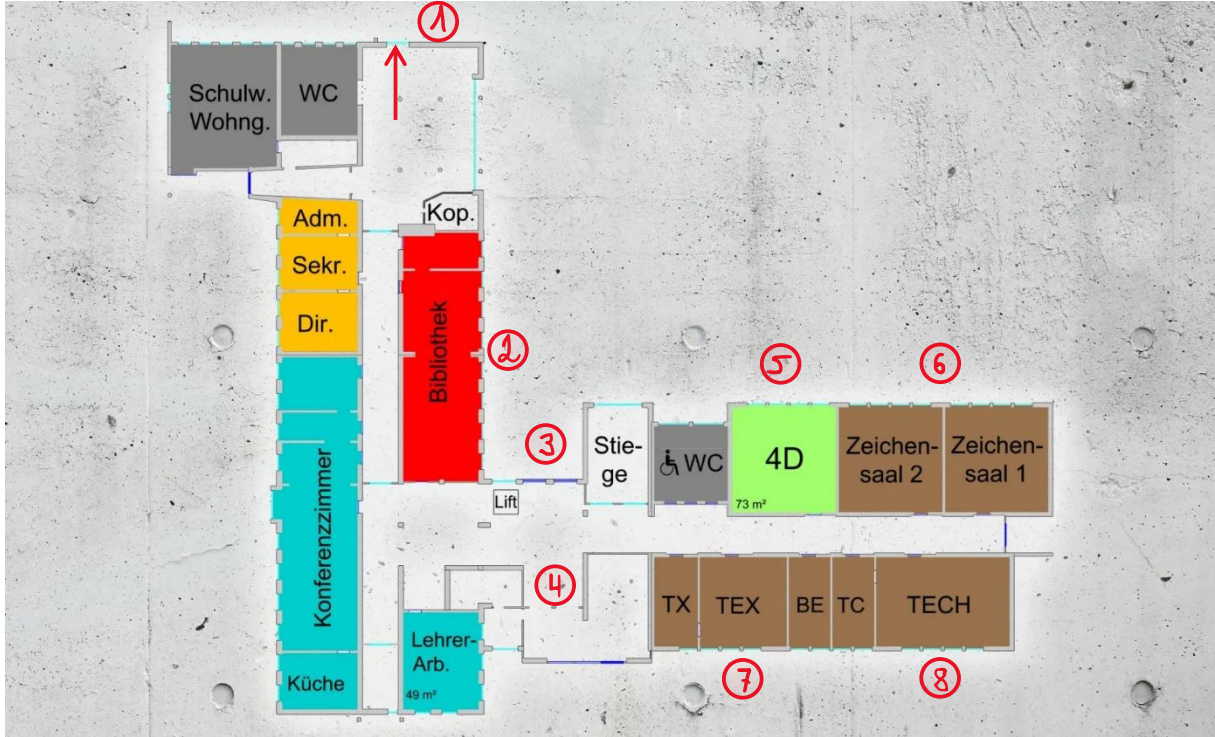 1
Schulw.
Wohng.
WC
Kop.
Adm.
Sekr.
Dir.
Bibliothek
2
3
5
6
Stie-
ge
WC
4D
73 m²
Zeichen-
saal 2
Zeichen-
saal 1
Lift
Konferenzzimmer
4
TX
TEX
BE
TC
TECH
Lehrer-
Arb.
49 m²
Küche
7
8